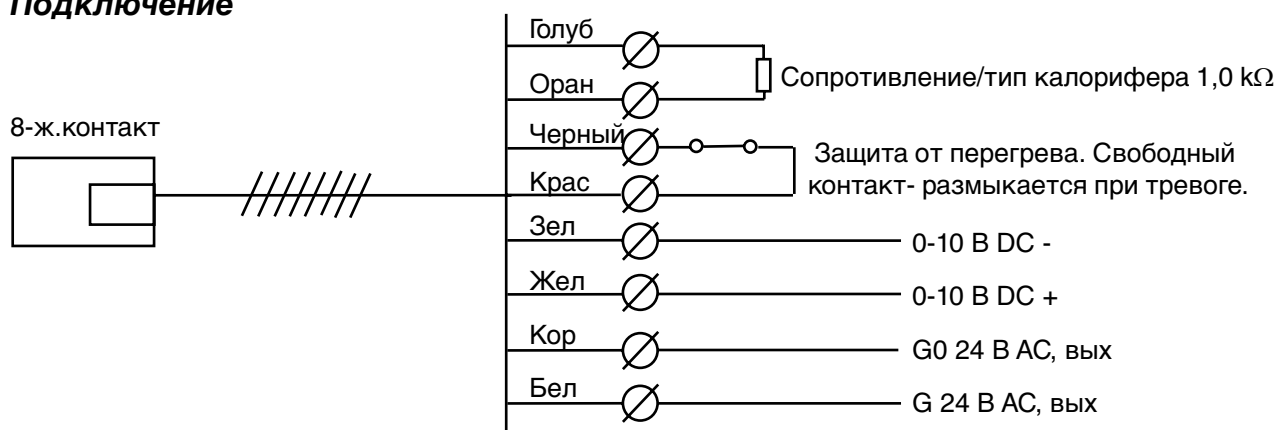 Подключение
Голуб
Сопротивление/тип калорифера 1,0 kΩ
Оран
8-ж.контакт
Черный
Защита от перегрева. Свободный
контакт- размыкается при тревоге.
Крас
Зел
0-10 В DC -
Жел
0-10 В DC +
Кор
G0 24 В AC, вых
Бел
G 24 В AC, вых